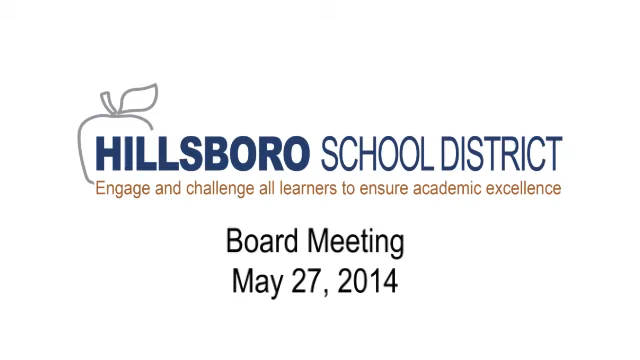 HILLSBORO SCHOOL DISTRICT
Engage and challenge all learners to ensure academic excellence
Board Meeting
May 27, 2014